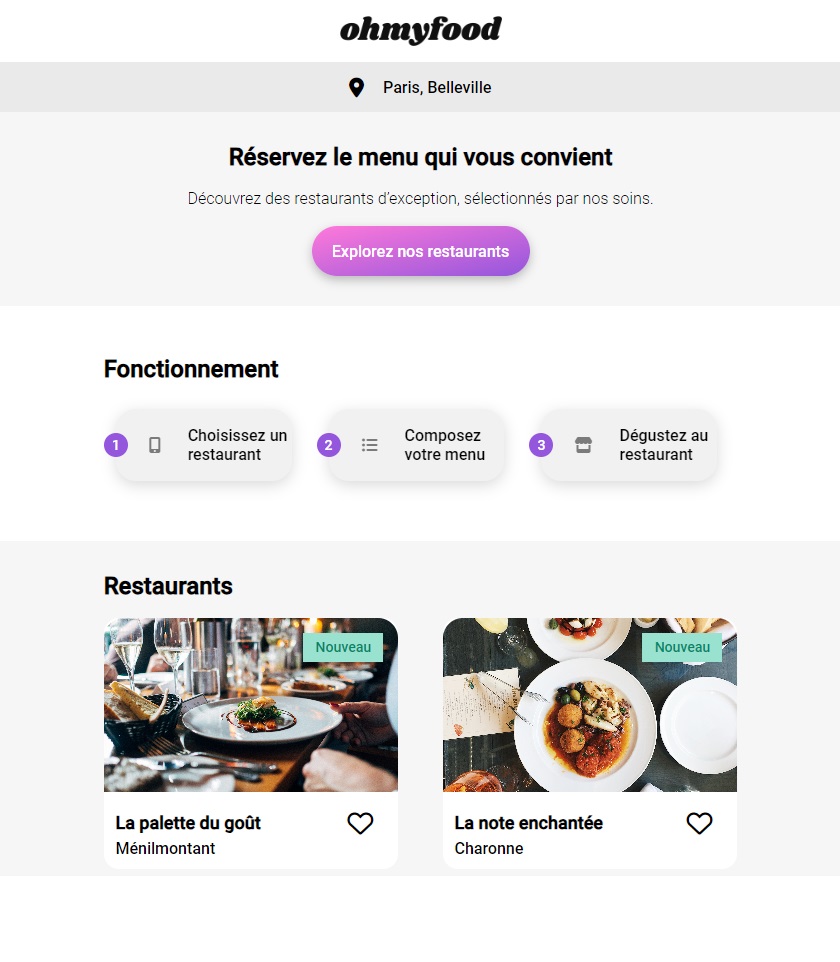 ohmyfood
Paris, Belleville
Réservez le menu qui vous convient
Découvrez des restaurants d’exception, sélectionnés par nos soins.
Explorez nos restaurants
Fonctionnement
1
Choisissez un
restaurant
2
Composez
votre menu
3
Dégustez au
restaurant
Restaurants
Nouveau
La palette du goût
Ménilmontant
Nouveau
La note enchantée
Charonne